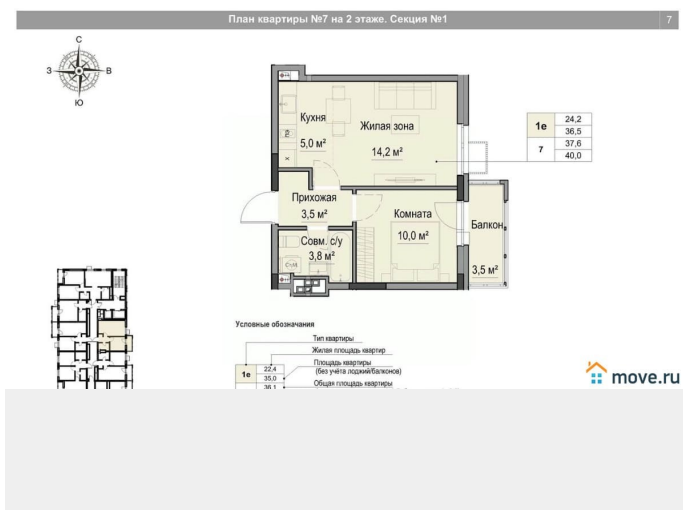 План квартиры №7 на 2 этаже. Секция №1
7
С
З
В
Ю
Кухня
5,0 м²
Жилая зона
14,2 м²
1е
24,2
36,5
7
37,6
40,0
Прихожая
3,5 м²
Комната
10,0 м²
Балкон
3,5 м²
Совм. с/у
3,8 м²
Условные обозначания
Тип квартиры
Жилая площадь квартир
Площадь квартиры
(без учёта лоджий/балконов)
Общая площадь квартиры
1е
22,4
35,0
36,1
move.ru